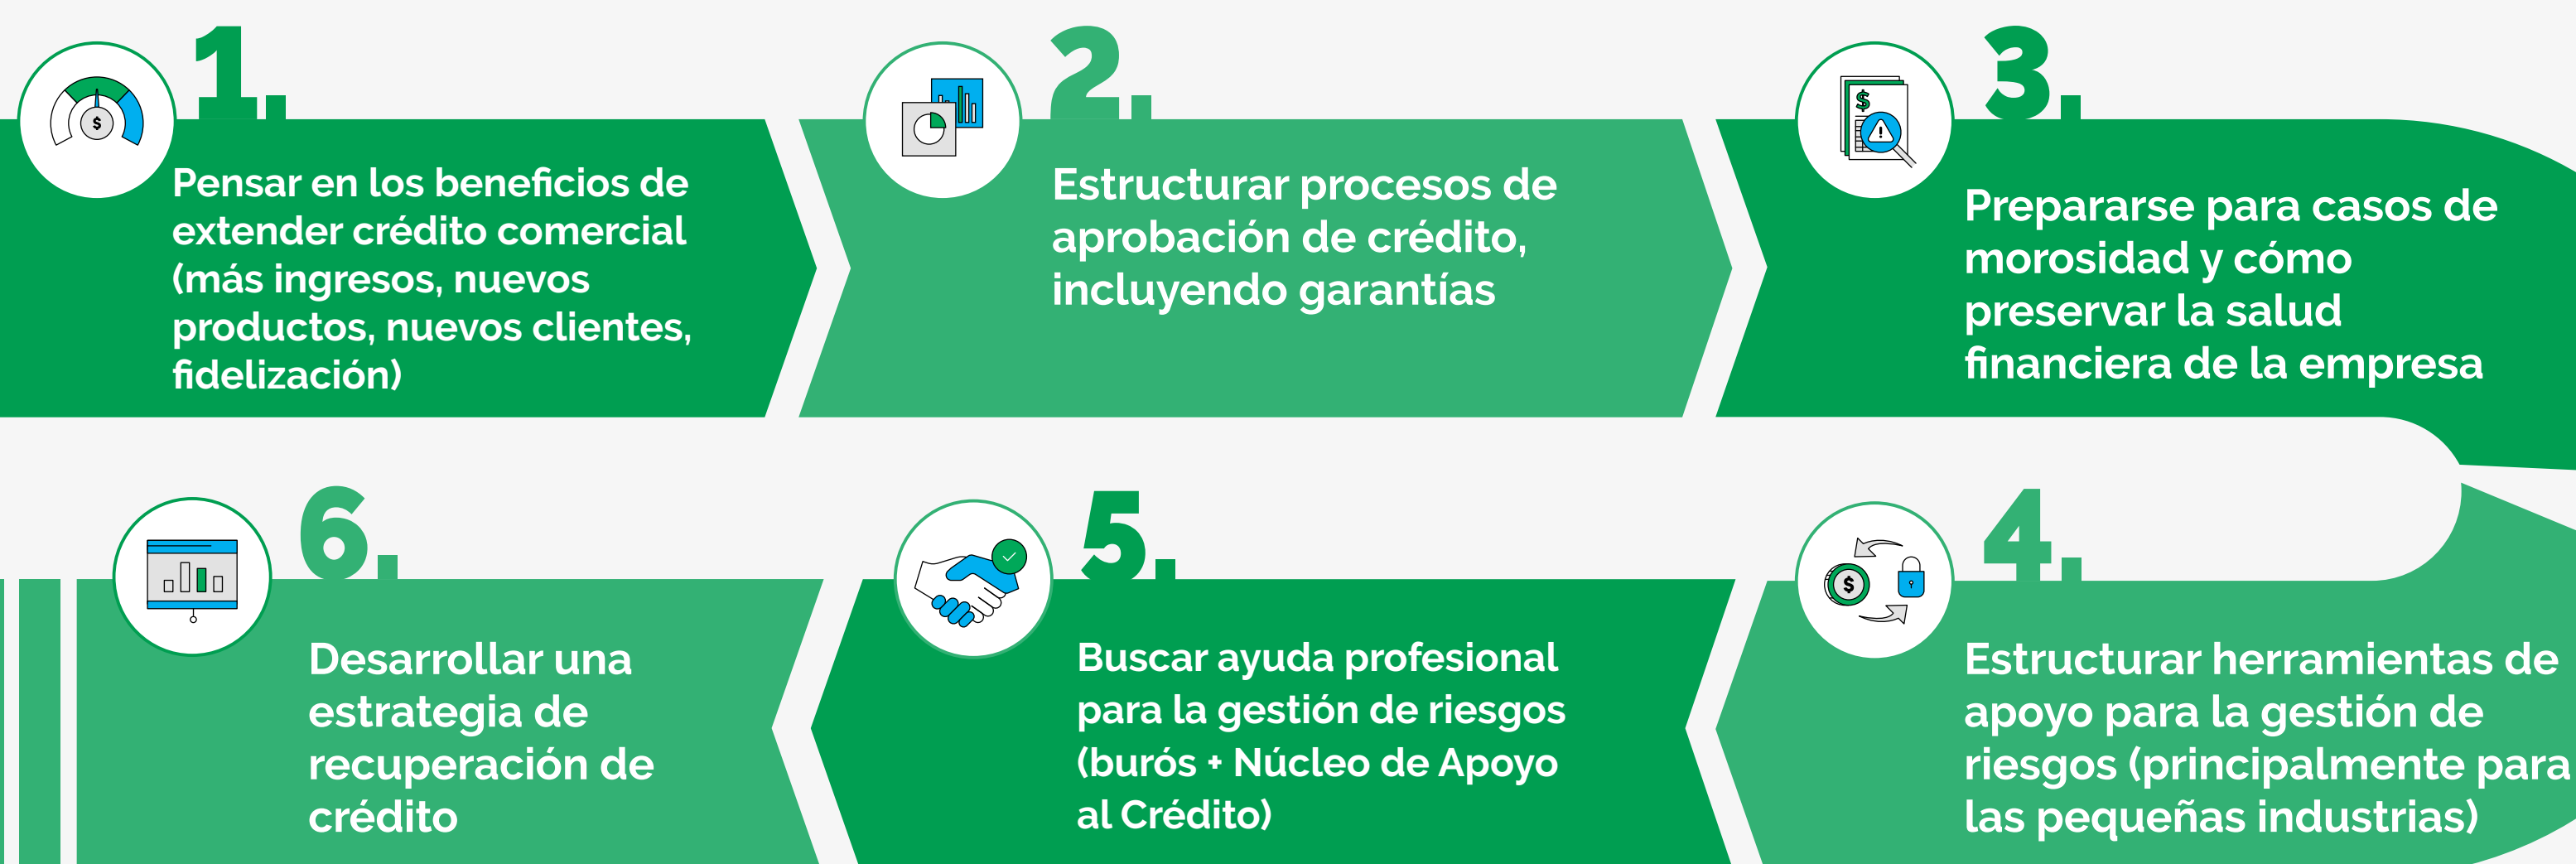 1.
Pensar en los beneficios de
extender crédito comercial
(más ingresos, nuevos
productos, nuevos clientes,
fidelización)
2.
Estructurar procesos de
aprobación de crédito,
incluyendo garantías
3.
$
Prepararse para casos de
morosidad y cómo
preservar la salud
financiera de la empresa
4.
$
Estructurar herramientas de
apoyo para la gestión de
riesgos (principalmente para
las pequeñas industrias)
5.
Buscar ayuda profesional
para la gestión de riesgos
(burós + Núcleo de Apoyo
al Crédito)
6.
Desarrollar una
estrategia de
recuperación de
crédito